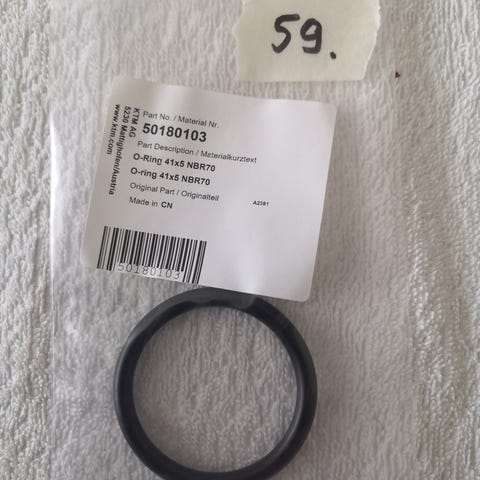 59.
KTM AG
5230 Mattighofen/Austria
www.ktm.com
Part No. / Material Nr.
50180103
Part Description / Materialkurztext
O-Ring 41x5 NBR70
O-ring 41x5 NBR70
Original Part / Originalteil
A2381
Made in CN
50180103